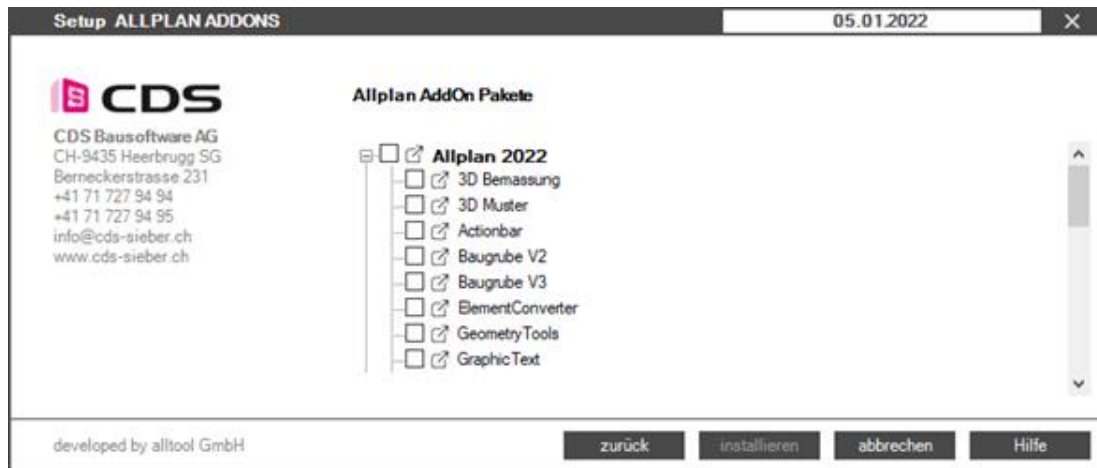 Setup ALLPLAN ADDONS
05.01.2022
CDS
CDS Bausoftware AG
CH-9435 Heerbrugg SG
Berneckerstrasse 231
+41 71 727 94 94
+41 71 727 94 95
info@cds-sieber.ch
www.cds-sieber.ch
Allplan AddOn Pakete
Allplan 2022
3D Bemassung
3D Muster
Actionbar
Baugrube V2
Baugrube V3
ElementConverter
GeometryTools
GraphicText
developed by alltool GmbH
zurück
installieren
abbrechen
Hilfe